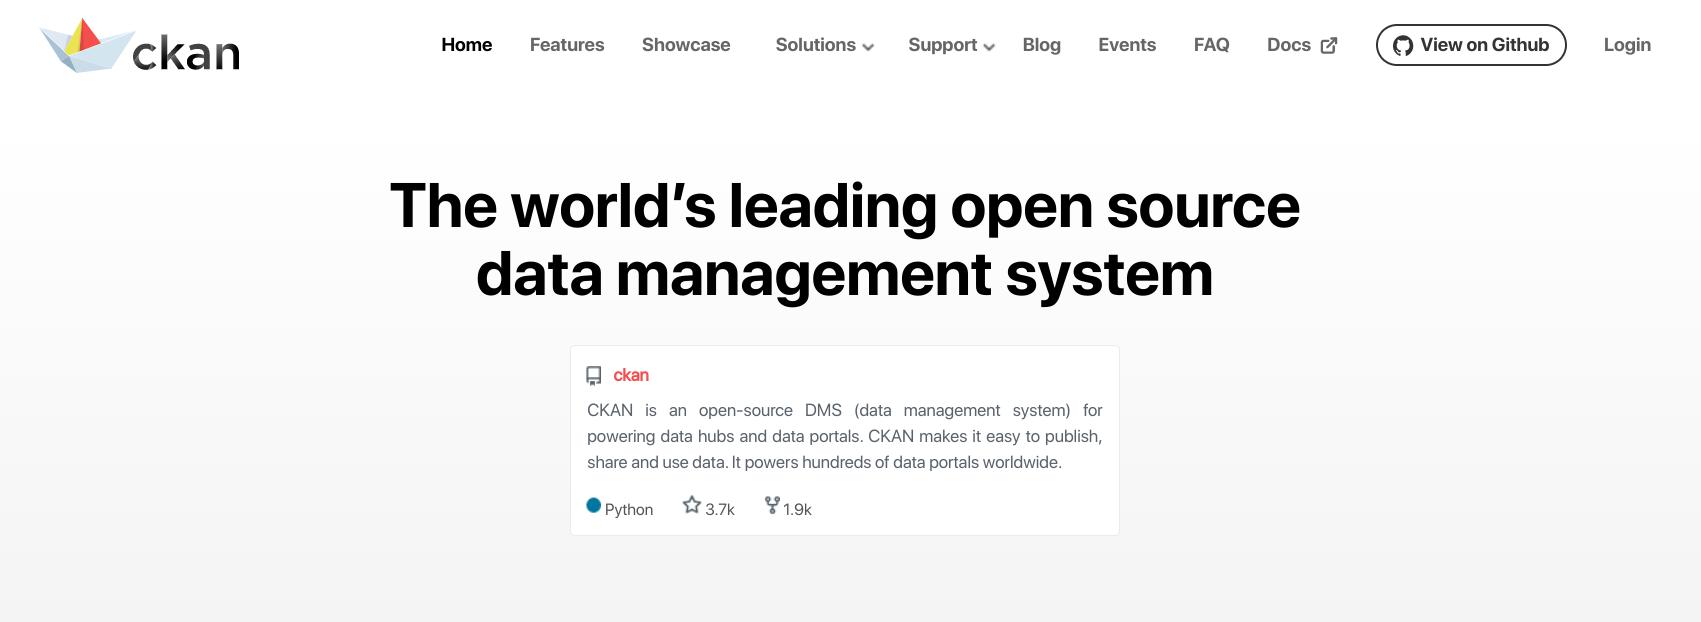 ckan
Home Features Showcase Solutions Support Blog Events FAQ Docs View on Github Login
The world’s leading open source
data management system
ckan
CKAN is an open-source DMS (data management system) for
powering data hubs and data portals. CKAN makes it easy to publish,
share and use data. It powers hundreds of data portals worldwide.
Python 3.7k 1.9k